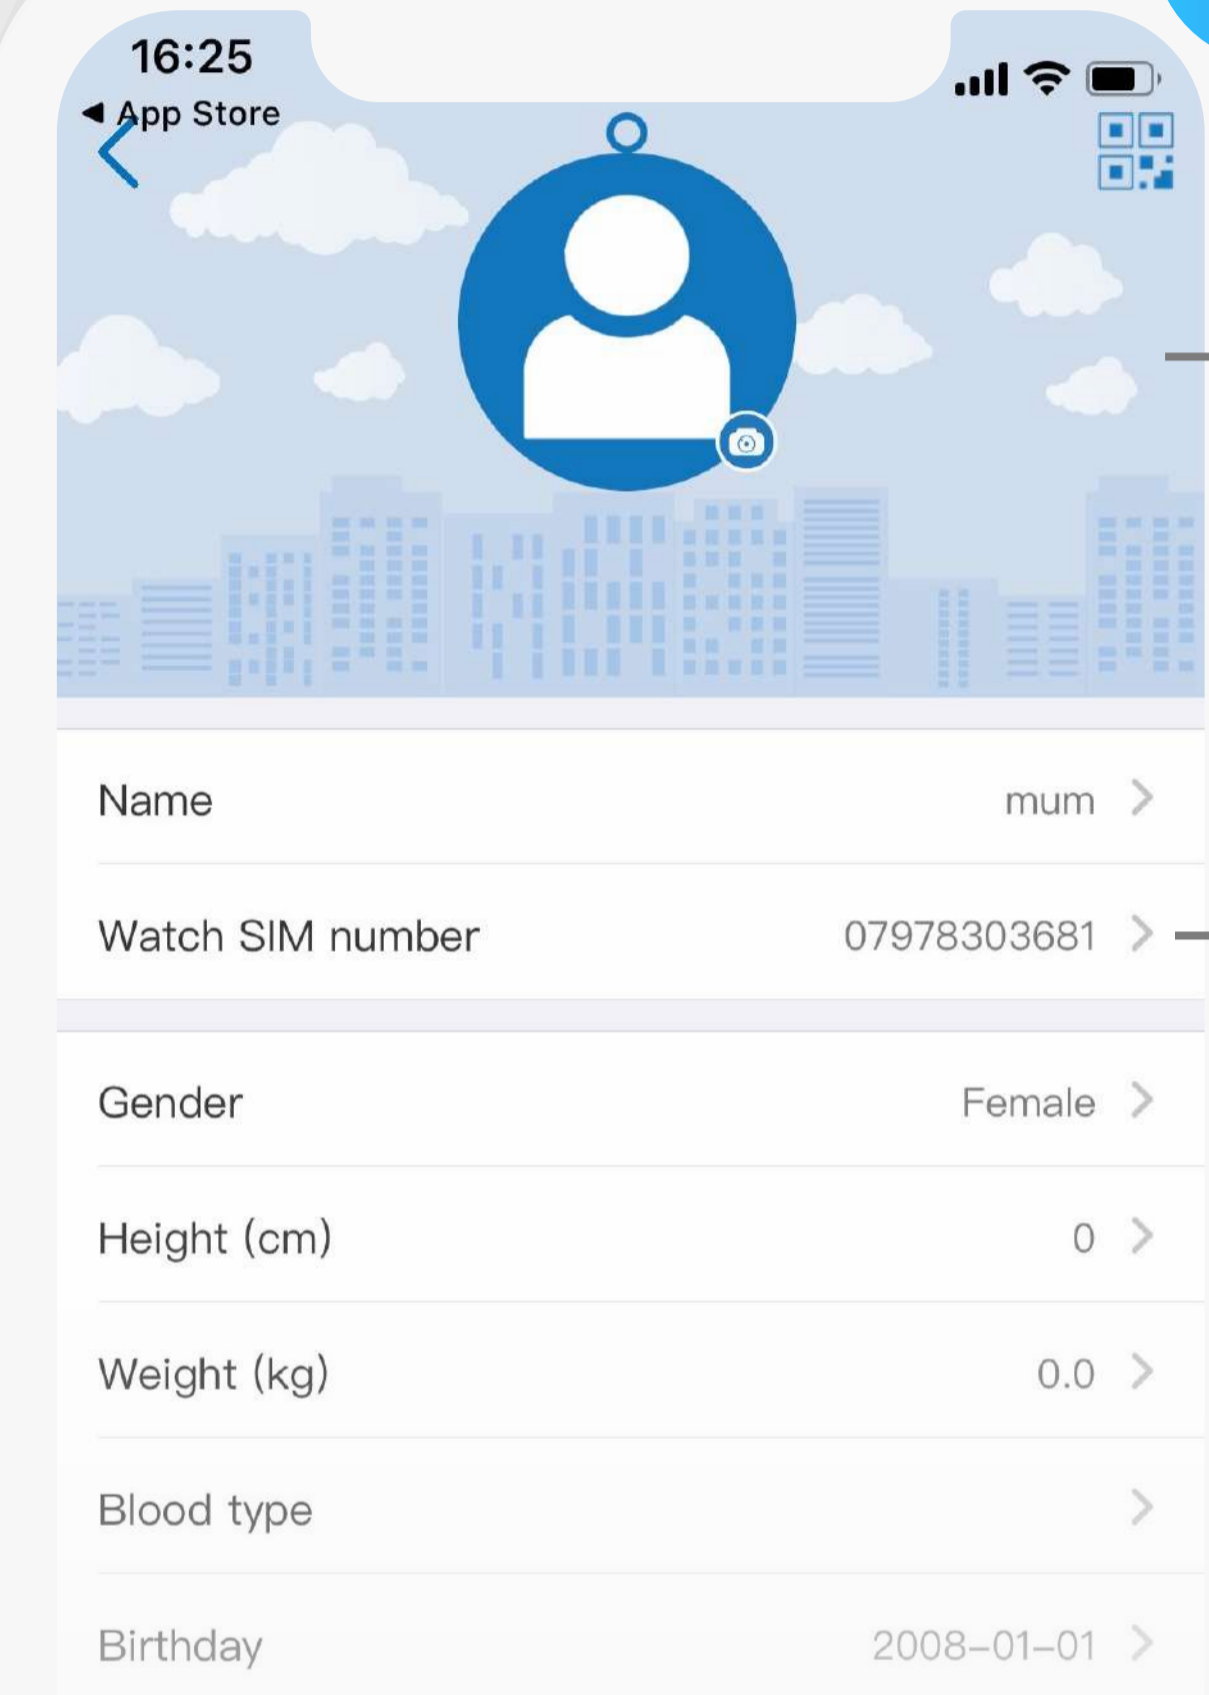 16:25
◀ App Store
Name mum
Watch SIM number 07978303681
Gender Female
Height (cm) 0
Weight (kg) 0.0
Blood type
Birthday 2008-01-01